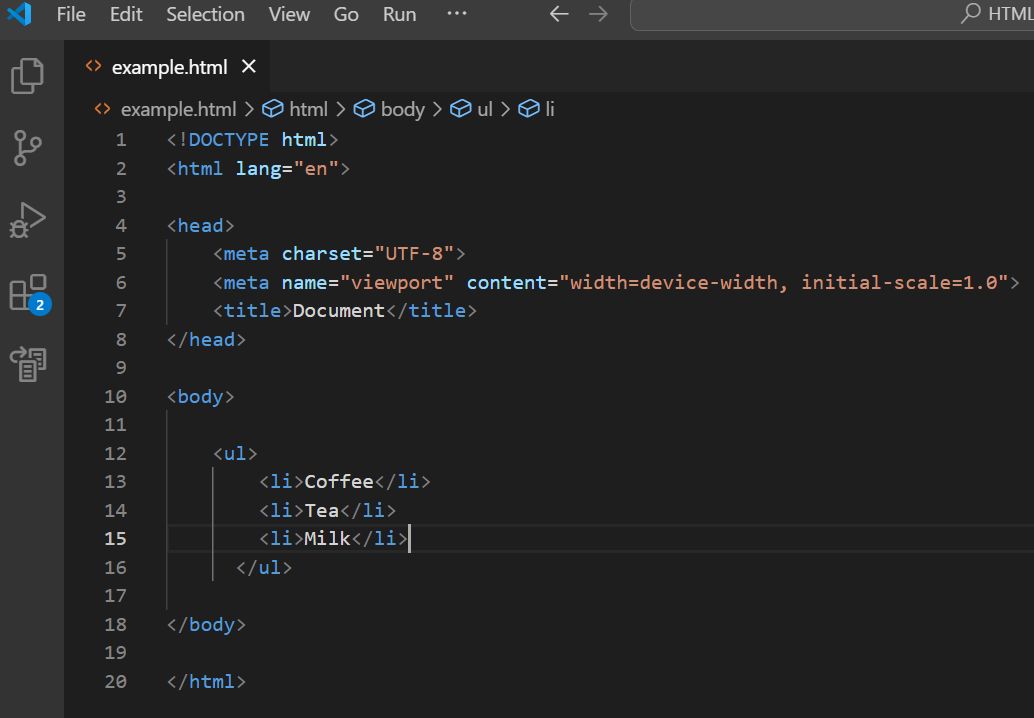 File Edit Selection View Go Run ··· HTML
example.html
example.html > html > body > ul > li
1 <!DOCTYPE html>
2 <html lang="en">
3
4 <head>
5     <meta charset="UTF-8">
6     <meta name="viewport" content="width=device-width, initial-scale=1.0">
7     <title>Document</title>
8 </head>
9
10 <body>
11
12     <ul>
13         <li>Coffee</li>
14         <li>Tea</li>
15         <li>Milk</li>
16       </ul>
17
18 </body>
19
20 </html>
2